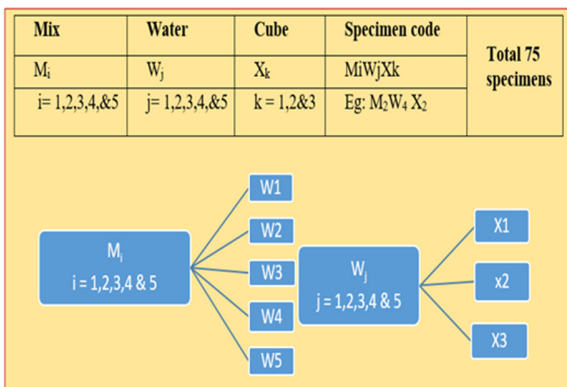 Mix Water Cube Specimen code Total 75 specimens
Mᵢ Wⱼ Xₖ MiWjXk
i= 1,2,3,4,&5 j= 1,2,3,4,&5 k = 1,2&3 Eg: M₂W₄ X₂
Mᵢ
i = 1,2,3,4 & 5
W1
W2
W3
W4
W5
Wⱼ
j = 1,2,3,4 & 5
X1
x2
X3